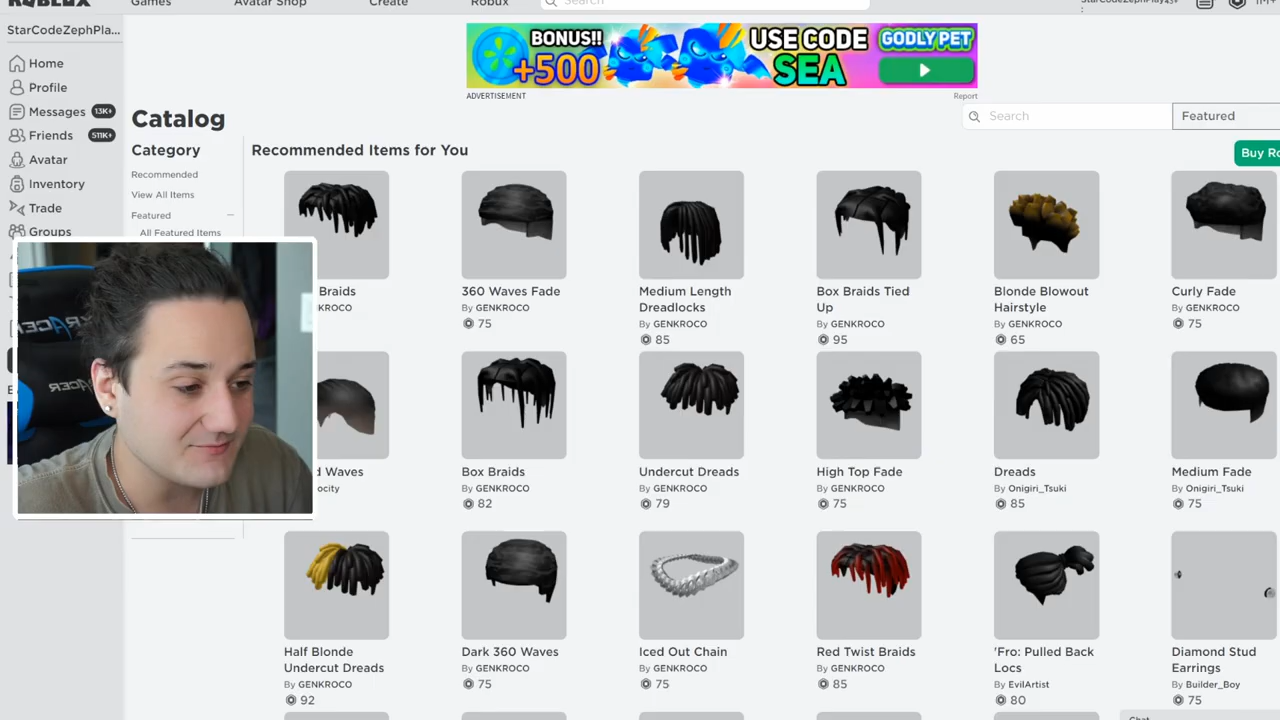 ROBLOX
Games
Avatar Shop
Create
Robux
Search
1M+
StarCodeZephPla...
Home
Profile
Messages 13K+
Friends 511K+
Avatar
Inventory
Trade
Groups
BONUS!!
+500
USE CODE
SEA
GODLY PET
ADVERTISEMENT
Report
Catalog
Search
Featured
Category
Recommended
View All Items
Featured
All Featured Items
Recommended Items for You
Buy Ro
Braids
360 Waves Fade
By GENKROCO
75
Medium Length
Dreadlocks
By GENKROCO
85
Box Braids Tied
Up
By GENKROCO
95
Blonde Blowout
Hairstyle
By GENKROCO
65
Curly Fade
By GENKROCO
75
Waves
Box Braids
By GENKROCO
82
Undercut Dreads
By GENKROCO
79
High Top Fade
By GENKROCO
75
Dreads
By Onigiri_Tsuki
85
Medium Fade
By Onigiri_Tsuki
75
Half Blonde
Undercut Dreads
By GENKROCO
92
Dark 360 Waves
By GENKROCO
75
Iced Out Chain
By GENKROCO
75
Red Twist Braids
By GENKROCO
85
'Fro: Pulled Back
Locs
By EvilArtist
80
Diamond Stud
Earrings
By Builder_Boy
75
Chat